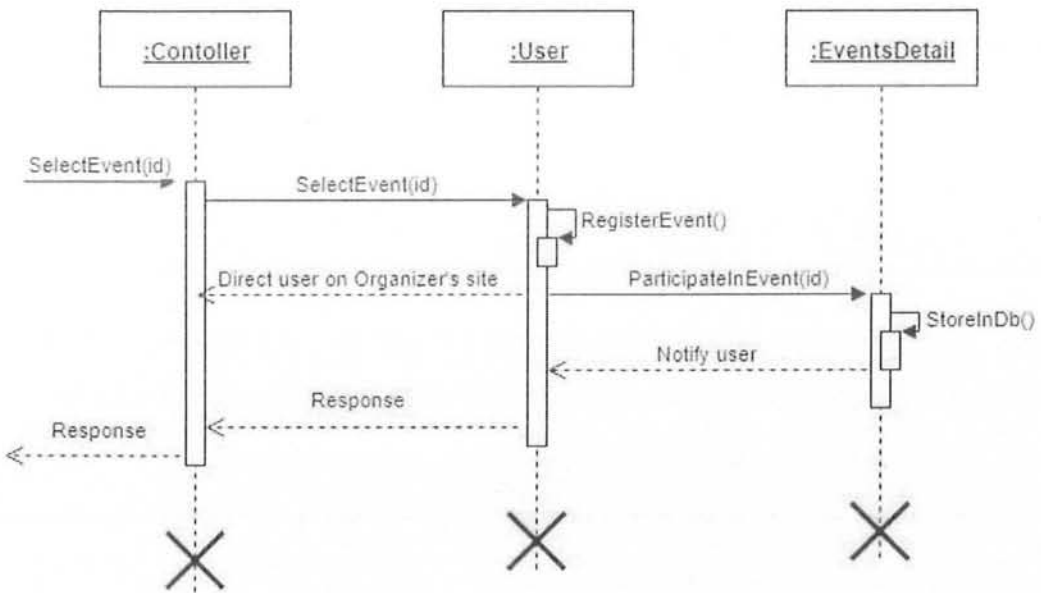 :Contoller
:User
:EventsDetail
SelectEvent(id)
SelectEvent(id)
RegisterEvent()
Direct user on Organizer's site
ParticipateInEvent(id)
StoreInDb()
Notify user
Response
Response